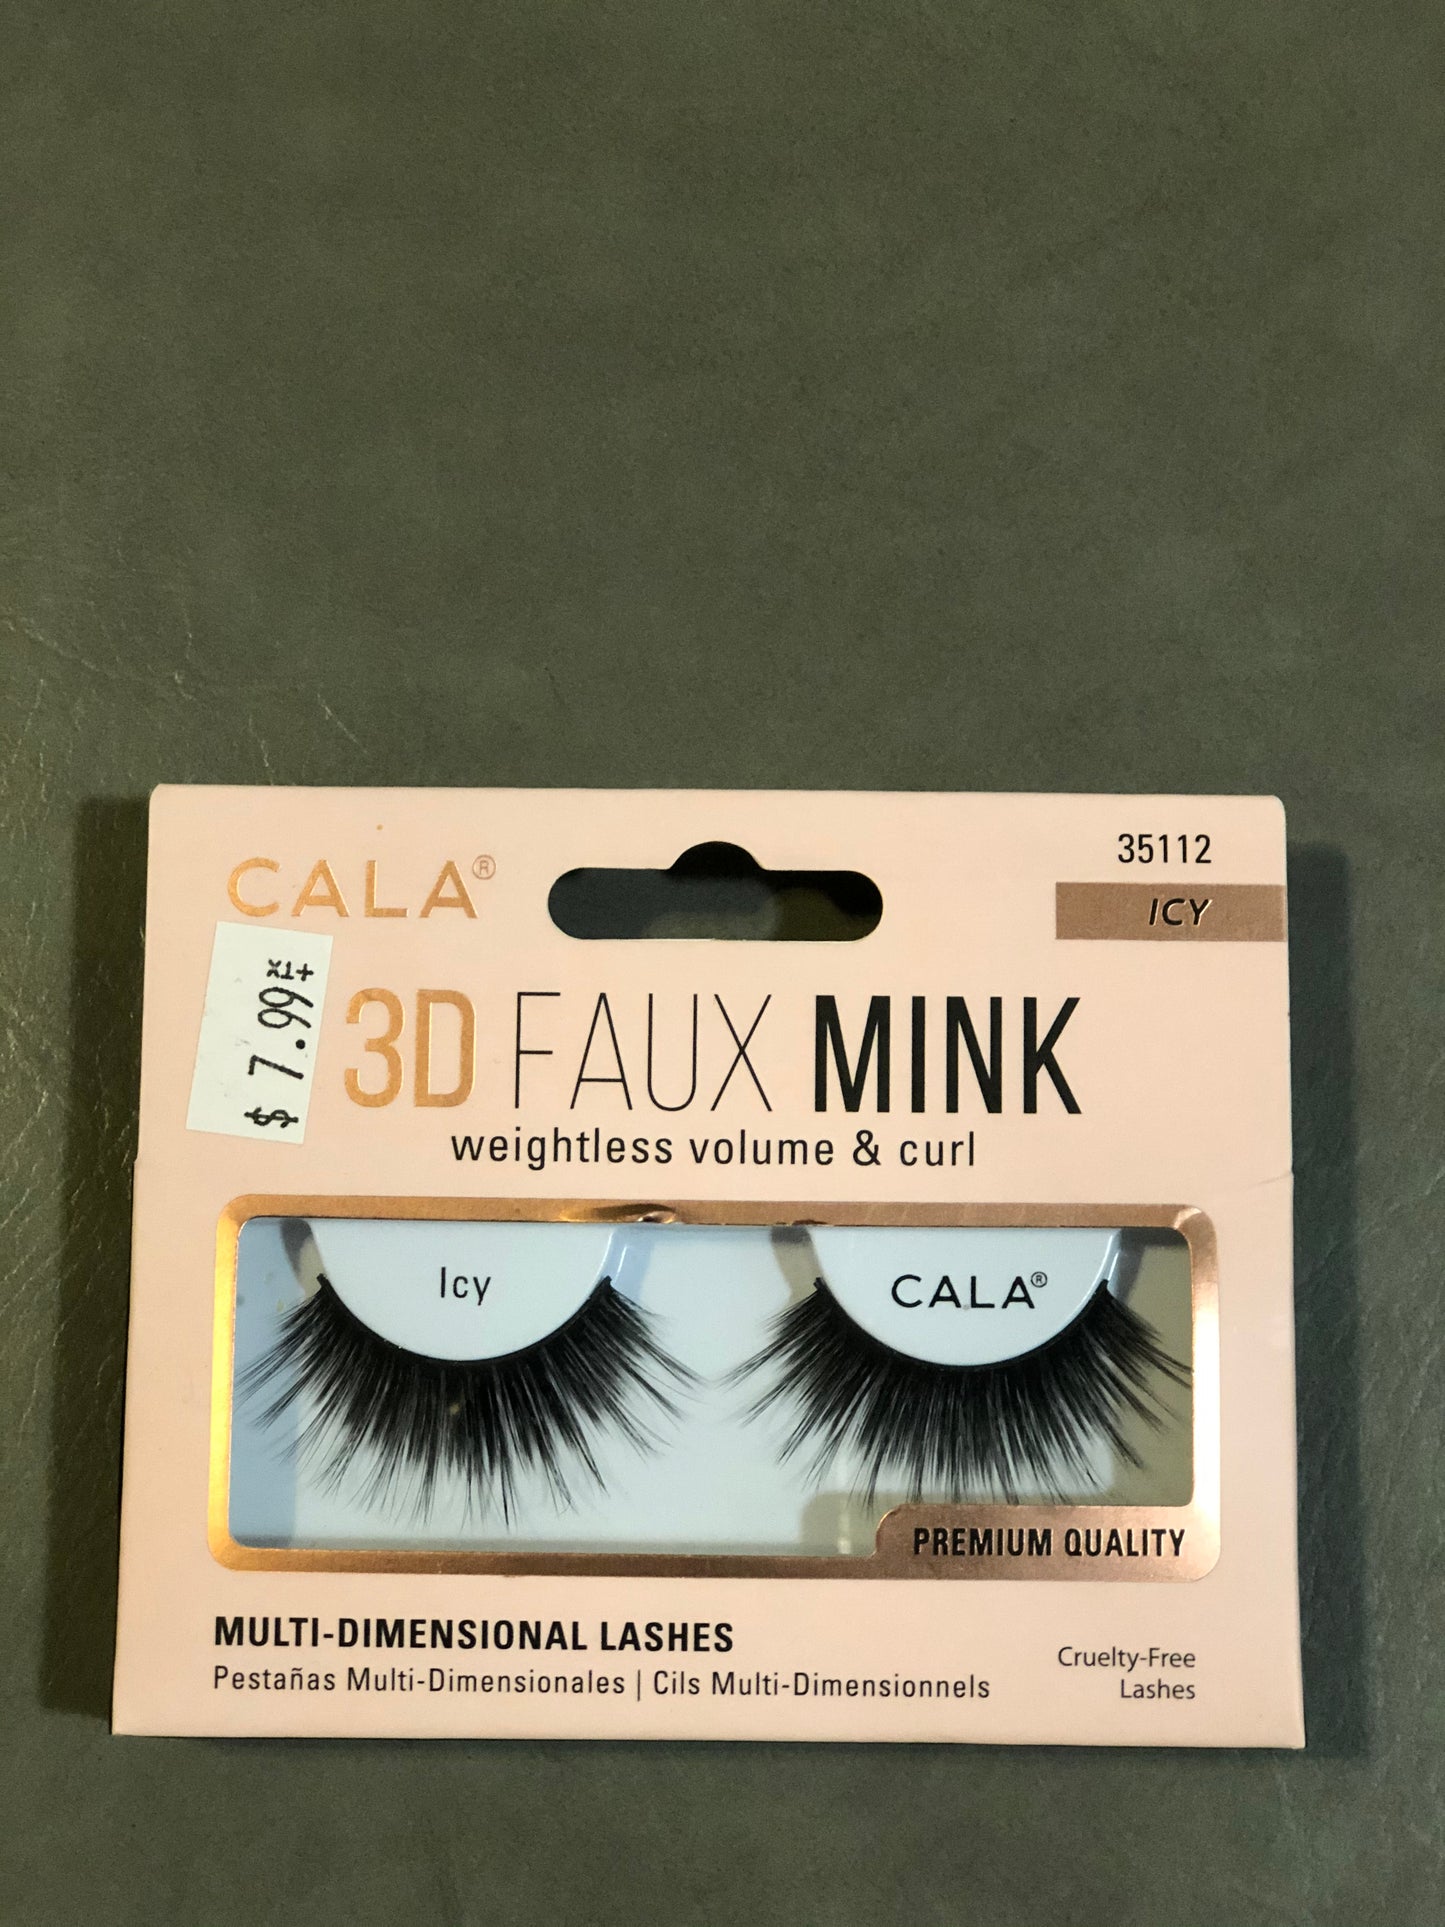 CALA®
35112
ICY
$ 7.99+TX
3D FAUX MINK
weightless volume & curl
Icy
CALA®
PREMIUM QUALITY
MULTI-DIMENSIONAL LASHES
Pestañas Multi-Dimensionales | Cils Multi-Dimensionnels
Cruelty-Free
Lashes